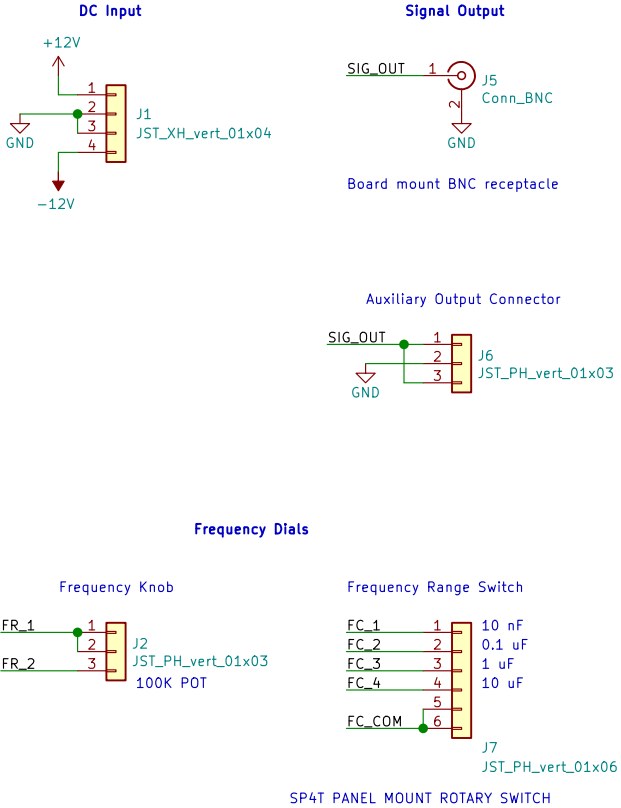 DC Input
+12V
1
2
3
4
GND
J1
JST_XH_vert_01x04
-12V
Signal Output
SIG_OUT
1
J5
Conn_BNC
2
GND
Board mount BNC receptacle
Auxiliary Output Connector
SIG_OUT
1
2
3
J6
JST_PH_vert_01x03
GND
Frequency Dials
Frequency Knob
FR_1
1
2
FR_2
3
J2
JST_PH_vert_01x03
100K POT
Frequency Range Switch
FC_1 1 10 nF
FC_2 2 0.1 uF
FC_3 3 1 uF
FC_4 4 10 uF
5
FC_COM 6
J7
JST_PH_vert_01x06
SP4T PANEL MOUNT ROTARY SWITCH